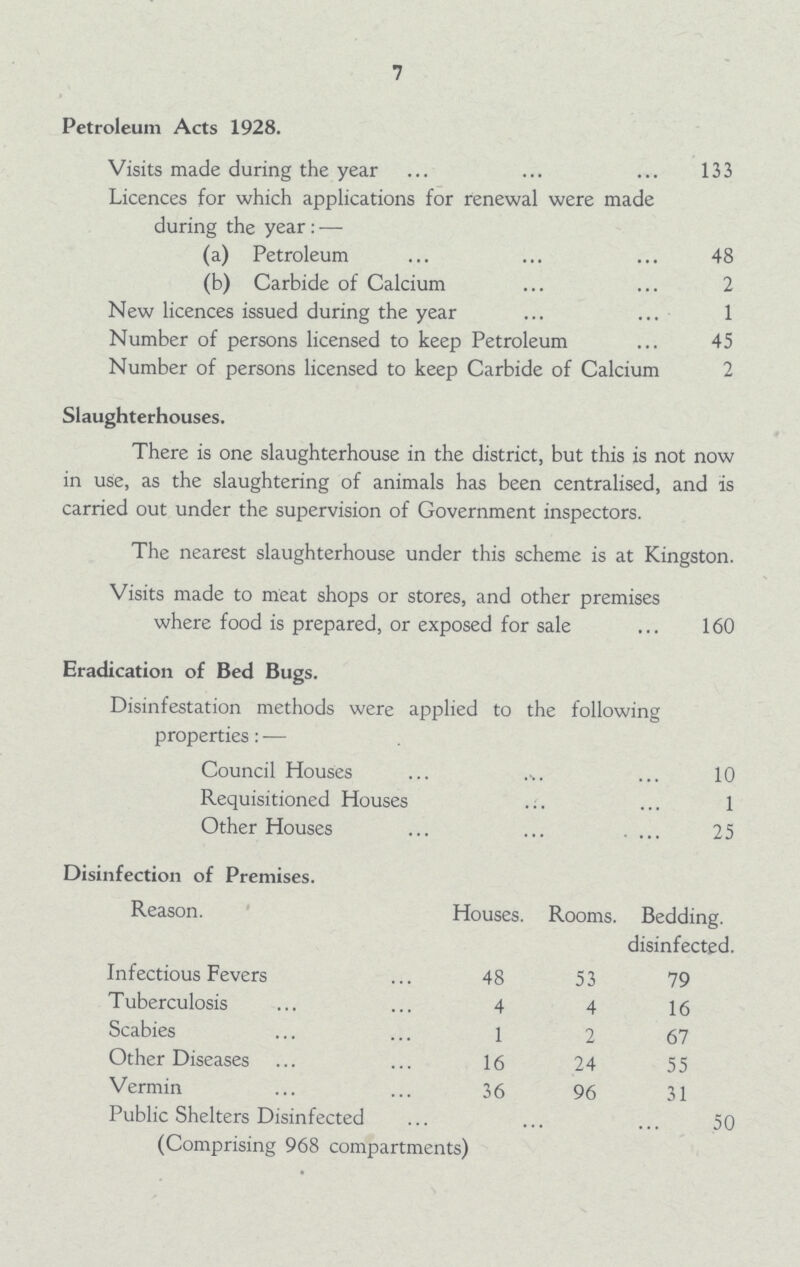 7
Petroleum Acts 1928.
Visits made during the year ... ... ... 133
Licences for which applications for renewal were made
during the year: —
(a) Petroleum ... ... ... 48
(b) Carbide of Calcium ... ... 2
New licences issued during the year ... ... 1
Number of persons licensed to keep Petroleum ... 45
Number of persons licensed to keep Carbide of Calcium 2
Slaughterhouses.
There is one slaughterhouse in the district, but this is not now
in use, as the slaughtering of animals has been centralised, and is
carried out under the supervision of Government inspectors.
The nearest slaughterhouse under this scheme is at Kingston.
Visits made to meat shops or stores, and other premises
where food is prepared, or exposed for sale ... 160
Eradication of Bed Bugs.
Disinfestation methods were applied to the following
properties: —
Council Houses ... ... ... 10
Requisitioned Houses ... ... 1
Other Houses ... ... ... 25
Disinfection of Premises.
Reason. Houses. Rooms. Bedding.
disinfected.
Infectious Fevers ... 48 53 79
Tuberculosis ... ... 4 4 16
Scabies ... ... 1 2 67
Other Diseases ... ... 16 24 55
Vermin ... ... 36 96 31
Public Shelters Disinfected ... ... ... 50
(Comprising 968 compartments)